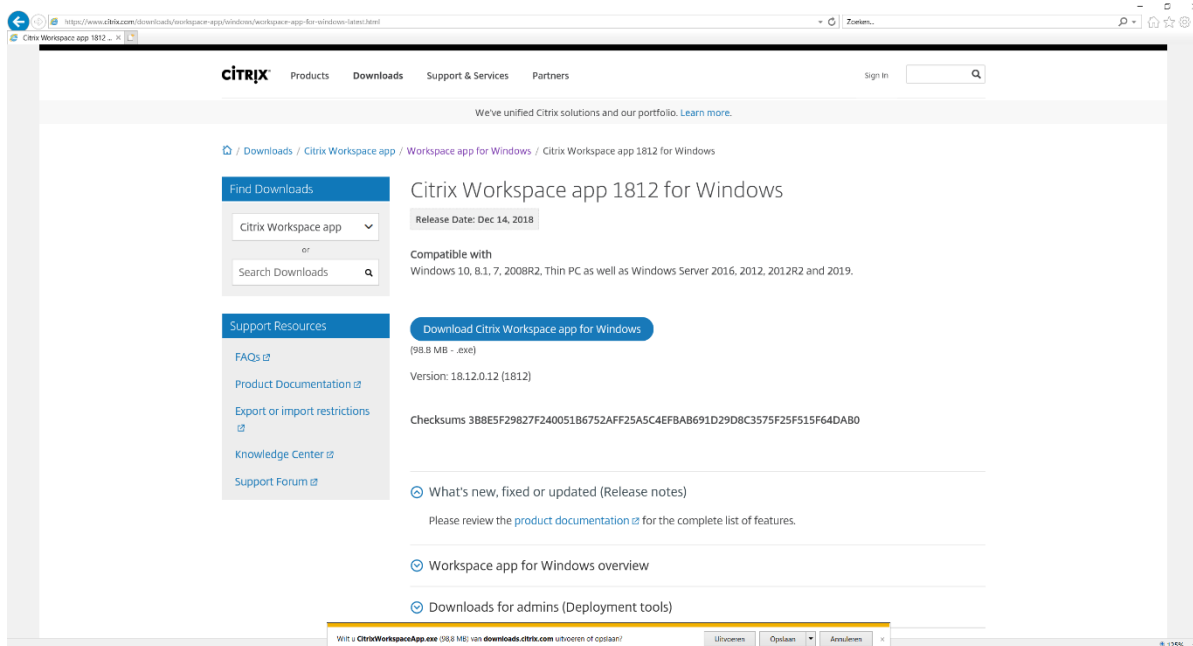 https://www.citrix.com/downloads/workspace-app/windows/workspace-app-for-windows-latest.html
Zoeken...
Citrix Workspace app 1812 ...
CITRIX Products Downloads Support & Services Partners Sign In
We've unified Citrix solutions and our portfolio. Learn more.
/ Downloads / Citrix Workspace app / Workspace app for Windows / Citrix Workspace app 1812 for Windows
Find Downloads
Citrix Workspace app
or
Search Downloads
Support Resources
FAQs
Product Documentation
Export or import restrictions
Knowledge Center
Support Forum
Citrix Workspace app 1812 for Windows
Release Date: Dec 14, 2018
Compatible with
Windows 10, 8.1, 7, 2008R2, Thin PC as well as Windows Server 2016, 2012, 2012R2 and 2019.
Download Citrix Workspace app for Windows
(98.8 MB - .exe)
Version: 18.12.0.12 (1812)
Checksums 3B8E5F29827F240051B6752AFF25A5C4EFBAB691D29D8C3575F25F515F64DAB0
What's new, fixed or updated (Release notes)
Please review the product documentation for the complete list of features.
Workspace app for Windows overview
Downloads for admins (Deployment tools)
Wilt u CitrixWorkspaceApp.exe (98,8 MB) van downloads.citrix.com uitvoeren of opslaan?
Uitvoeren Opslaan Annuleren
125%